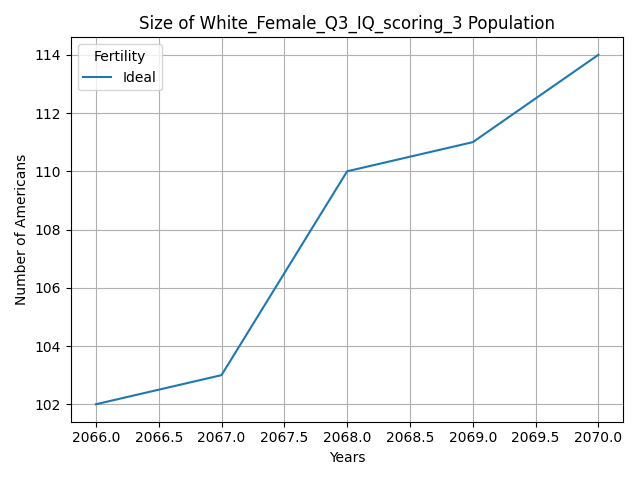 Size of White_Female_Q3_IQ_scoring_3 Population
Fertility
Ideal
Number of Americans
114
112
110
108
106
104
102
2066.0 2066.5 2067.0 2067.5 2068.0 2068.5 2069.0 2069.5 2070.0
Years